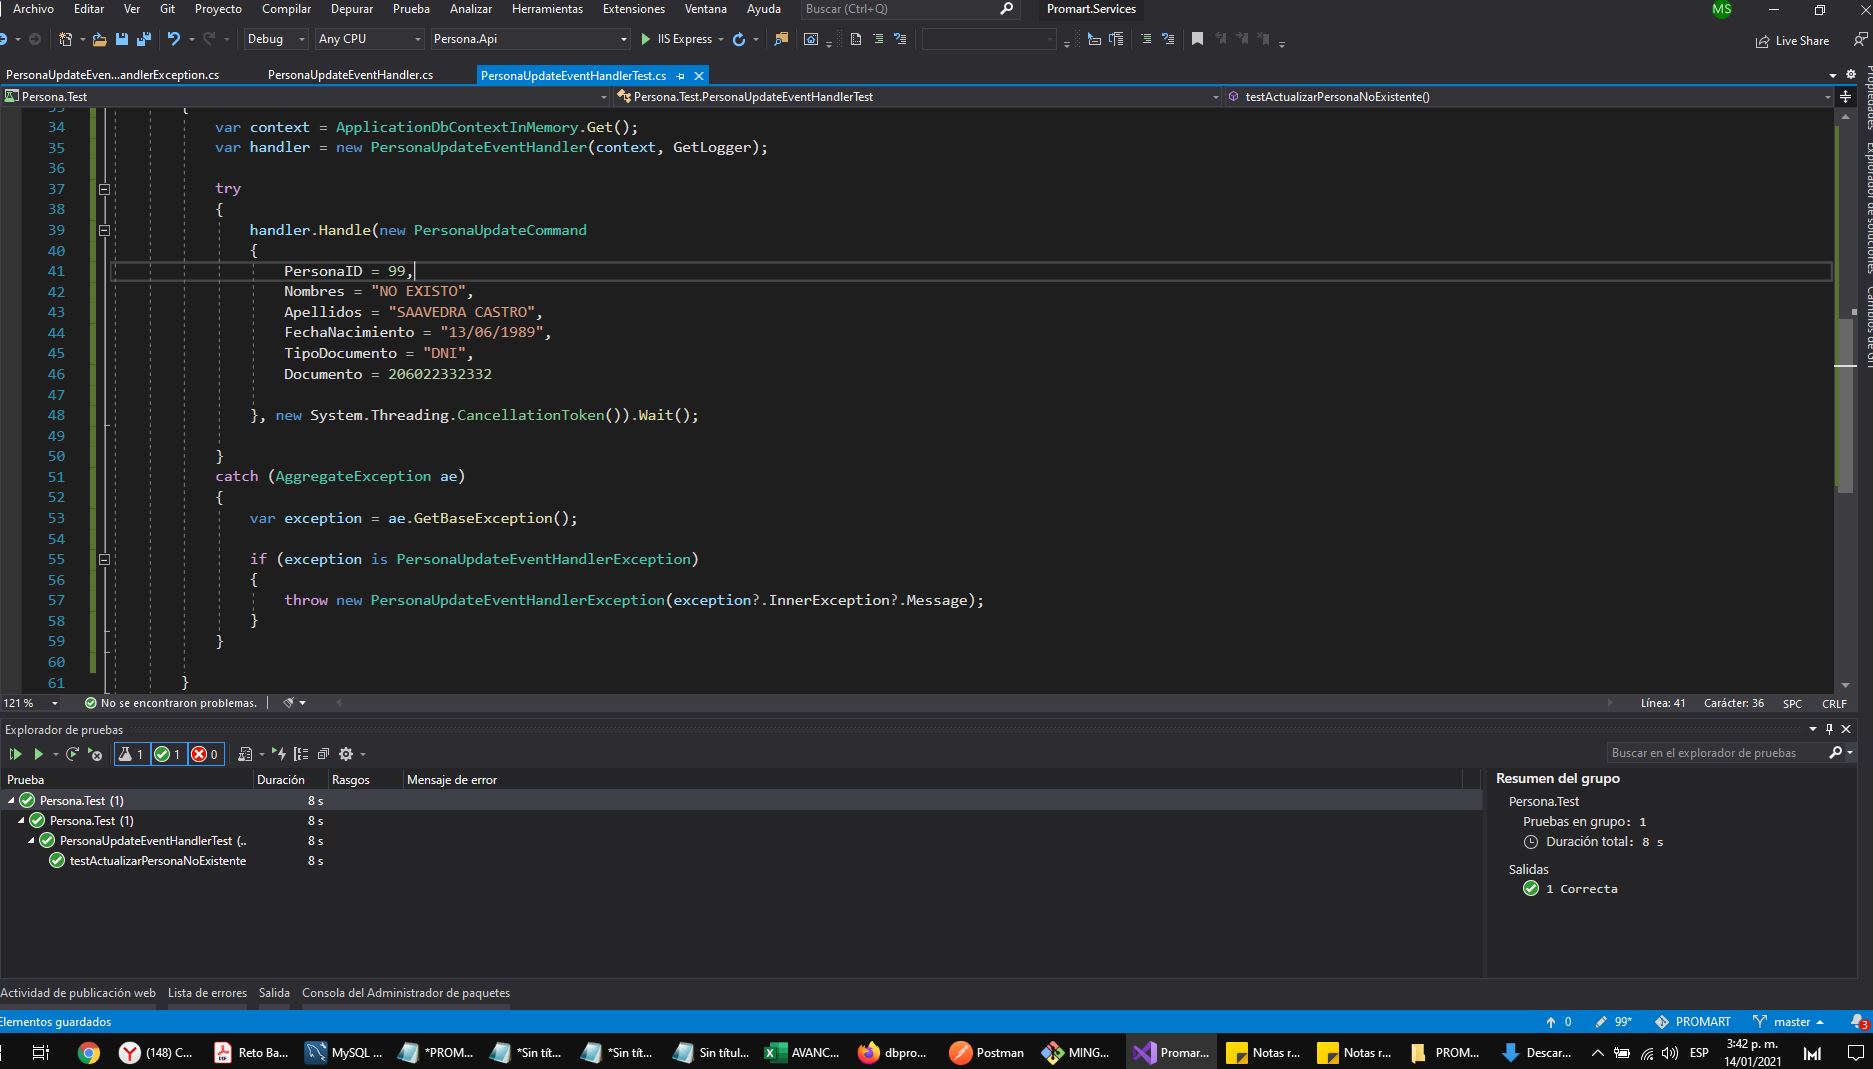 Archivo Editar Ver Git Proyecto Compilar Depurar Prueba Analizar Herramientas Extensiones Ventana Ayuda Buscar (Ctrl+Q) Promart.Services MS
Debug Any CPU Persona.Api IIS Express Live Share
PersonaUpdateEven...andlerException.cs PersonaUpdateEventHandler.cs PersonaUpdateEventHandlerTest.cs
Persona.Test Persona.Test.PersonaUpdateEventHandlerTest testActualizarPersonaNoExistente()
33 {
34 var context = ApplicationDbContextInMemory.Get();
35 var handler = new PersonaUpdateEventHandler(context, GetLogger);
36
37 try
38 {
39 handler.Handle(new PersonaUpdateCommand
40 {
41 PersonaID = 99,
42 Nombres = "NO EXISTO",
43 Apellidos = "SAAVEDRA CASTRO",
44 FechaNacimiento = "13/06/1989",
45 TipoDocumento = "DNI",
46 Documento = 206022332332
47
48 }, new System.Threading.CancellationToken()).Wait();
49
50 }
51 catch (AggregateException ae)
52 {
53 var exception = ae.GetBaseException();
54
55 if (exception is PersonaUpdateEventHandlerException)
56 {
57 throw new PersonaUpdateEventHandlerException(exception?.InnerException?.Message);
58 }
59 }
60
61 }
121 % No se encontraron problemas. Línea: 41 Carácter: 36 SPC CRLF
Explorador de pruebas
1 1 0 Buscar en el explorador de pruebas
Prueba Duración Rasgos Mensaje de error
Persona.Test (1) 8 s
Persona.Test (1) 8 s
PersonaUpdateEventHandlerTest (.. 8 s
testActualizarPersonaNoExistente 8 s
Resumen del grupo
Persona.Test
Pruebas en grupo: 1
Duración total: 8 s
Salidas
1 Correcta
Propiedades
Explorador de soluciones
Cambios de GIT
Actividad de publicación web Lista de errores Salida Consola del Administrador de paquetes
Elementos guardados 0 99* PROMART master 3
(148) C... Reto Ba... MySQL ... *PROM... *Sin tít... *Sin tít... Sin títul... AVANC... dbpro... Postman MING... Promar... Notas r... Notas r... PROM... Descar... ESP 3:42 p. m.
14/01/2021